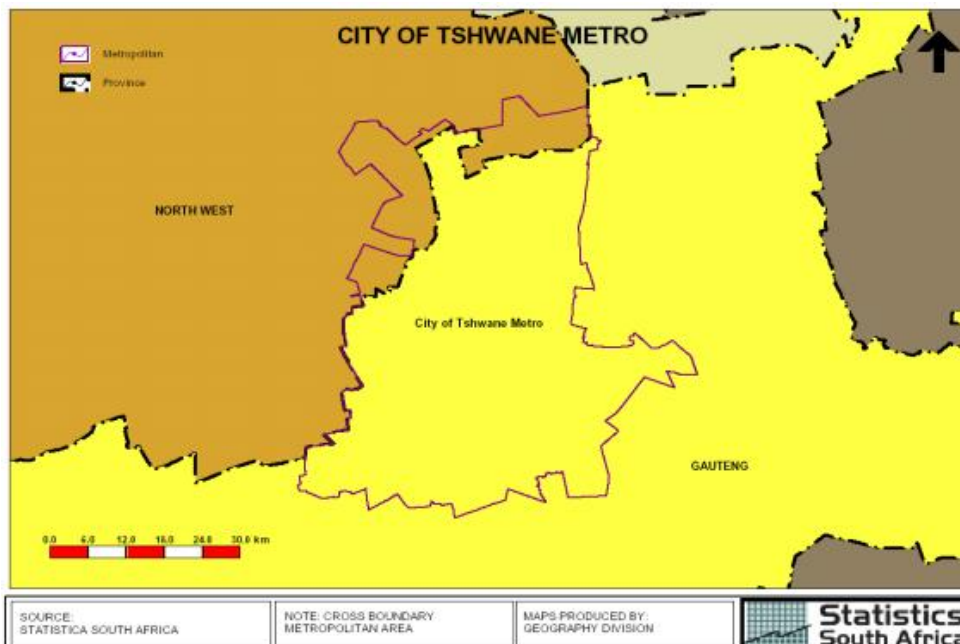 CITY OF TSHWANE METRO
Metropolitan
Province
NORTH WEST
City of Tshwane Metro
GAUTENG
0.0 6.0 12.0 18.0 24.0 30.0 km
SOURCE:
STATISTICA SOUTH AFRICA
NOTE: CROSS BOUNDARY
METROPOLITAN AREA
MAPS PRODUCED BY:
GEOGRAPHY DIVISION
Statistics
South Africa